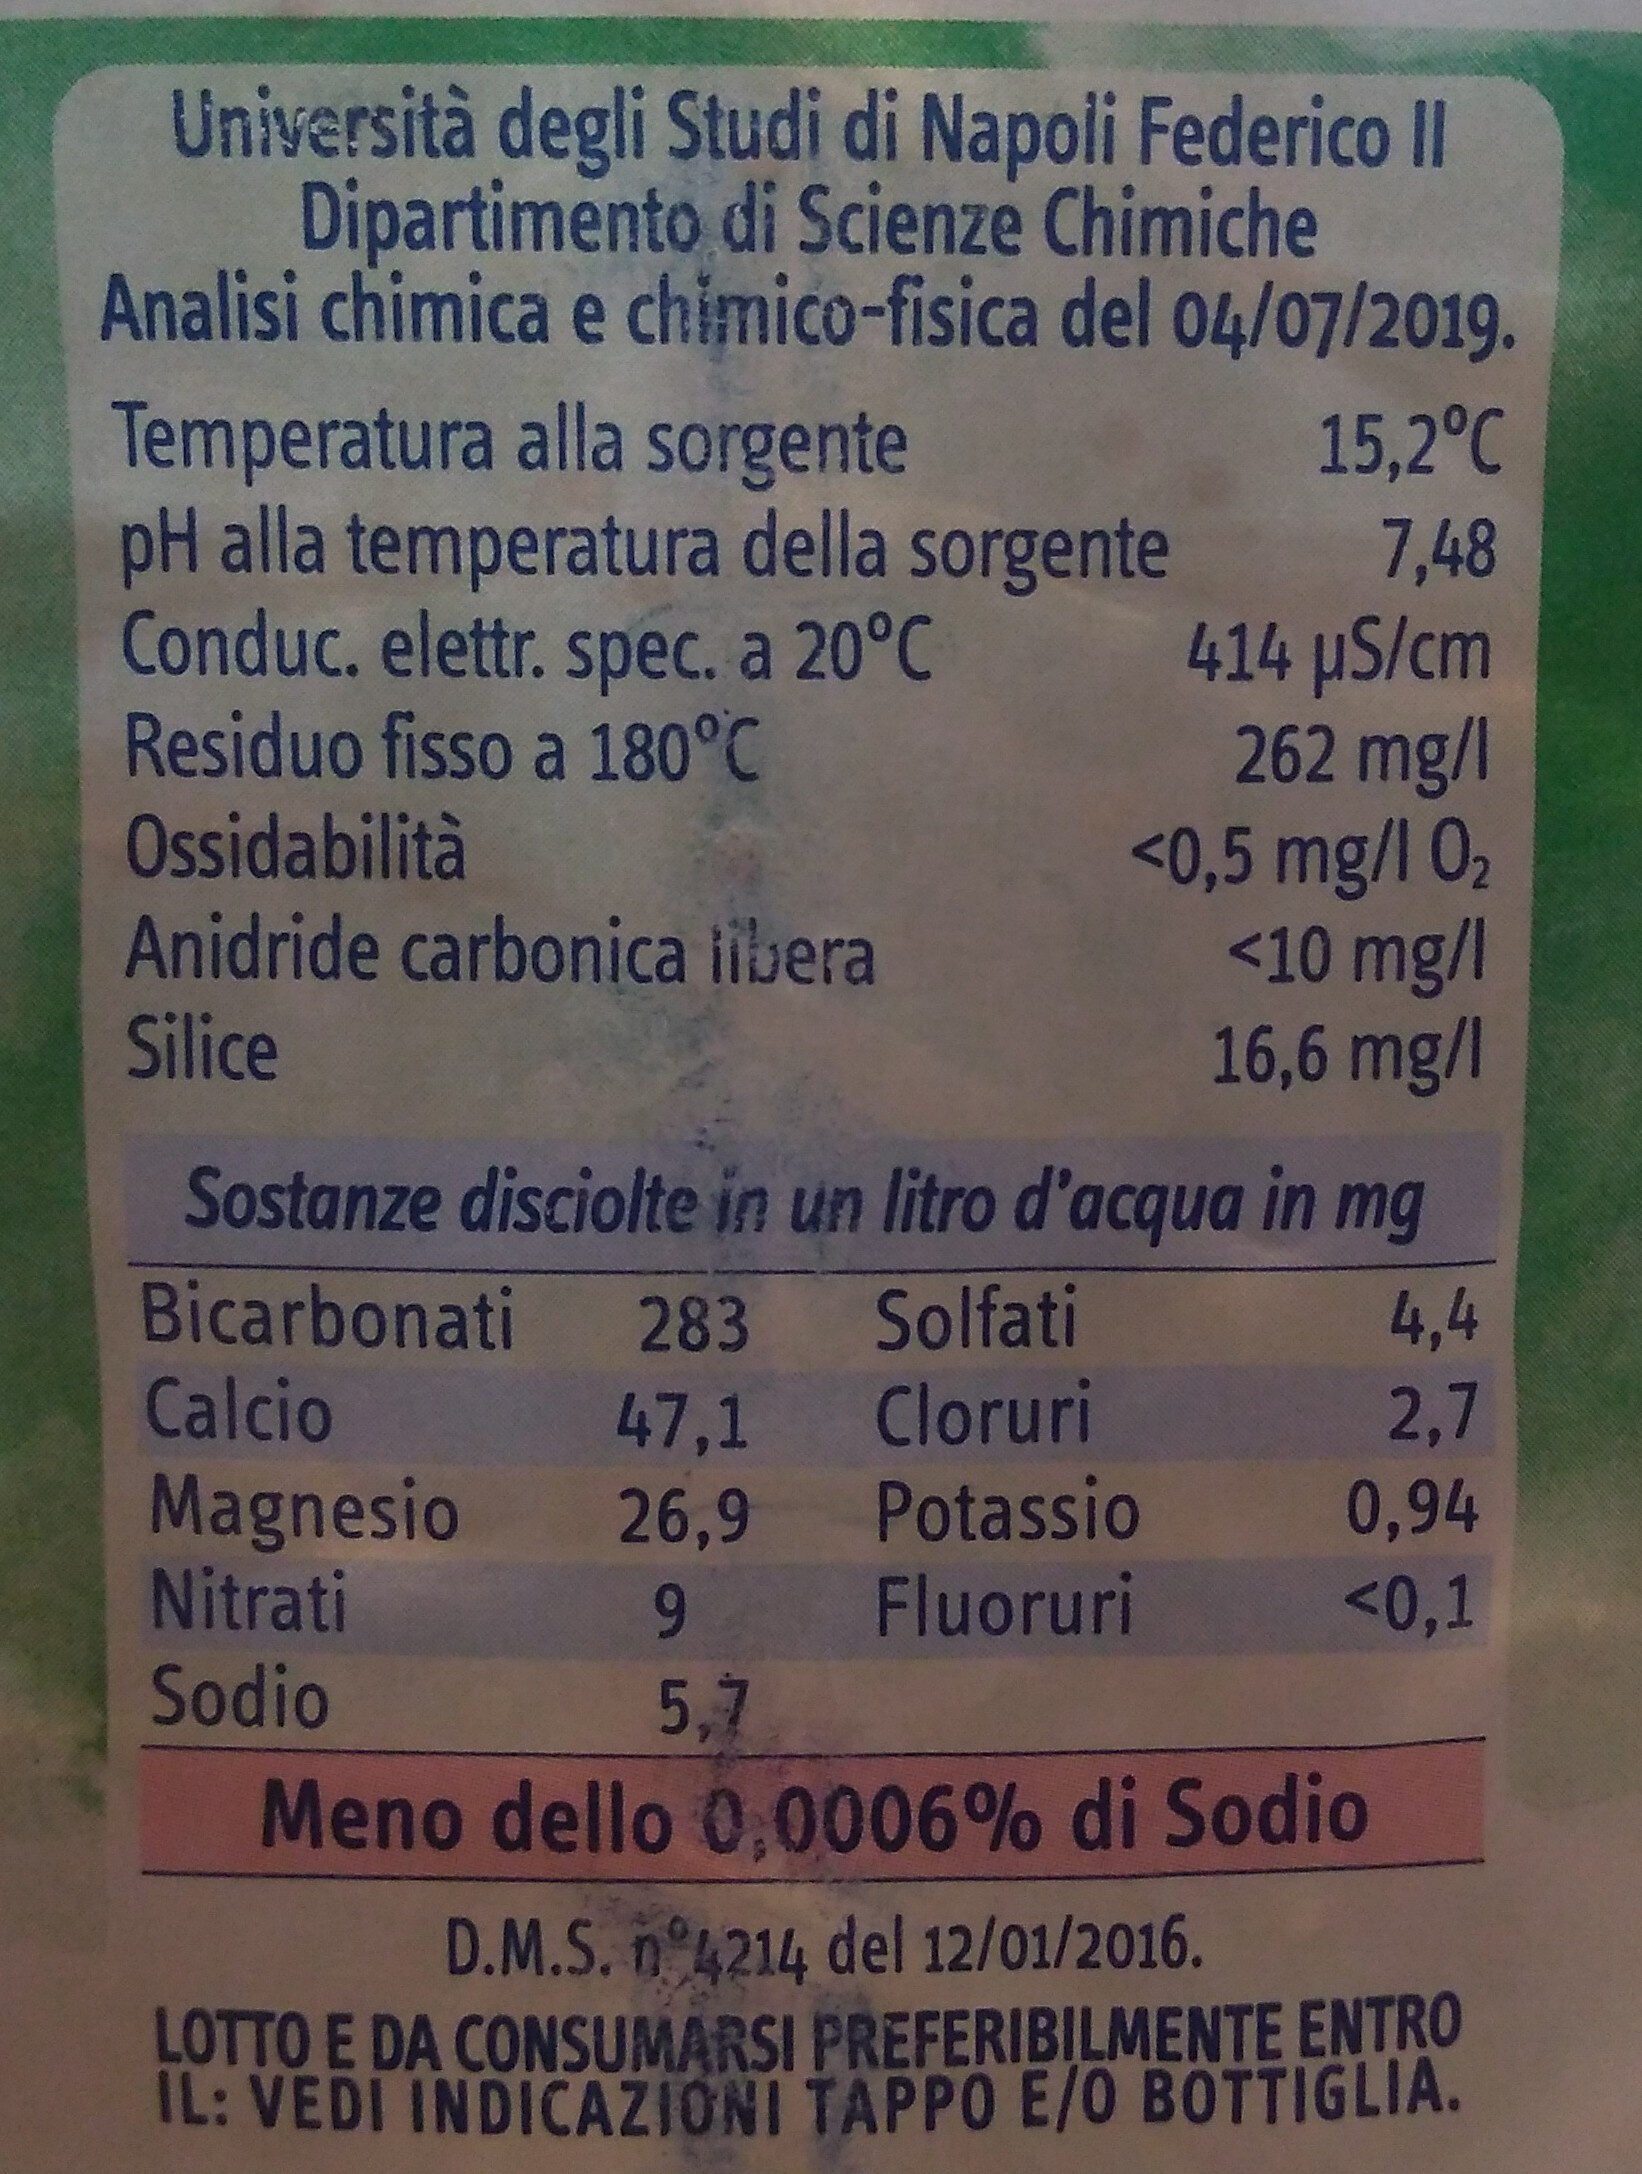 Università degli Studi di Napoli Federico II
Dipartimento di Scienze Chimiche
Analisi chimica e chimico-fisica del 04/07/2019.
Temperatura alla sorgente 15,2°C
pH alla temperatura della sorgente 7,48
Conduc. elettr. spec. a 20°C 414 µS/cm
Residuo fisso a 180°C 262 mg/l
Ossidabilità <0,5 mg/l O₂
Anidride carbonica libera <10 mg/l
Silice 16,6 mg/l
Sostanze disciolte in un litro d'acqua in mg
Bicarbonati 283 Solfati 4,4
Calcio 47,1 Cloruri 2,7
Magnesio 26,9 Potassio 0,94
Nitrati 9 Fluoruri <0,1
Sodio 5,7
Meno dello 0,0006% di Sodio
D.M.S. n°4214 del 12/01/2016.
LOTTO E DA CONSUMARSI PREFERIBILMENTE ENTRO
IL: VEDI INDICAZIONI TAPPO E/O BOTTIGLIA.